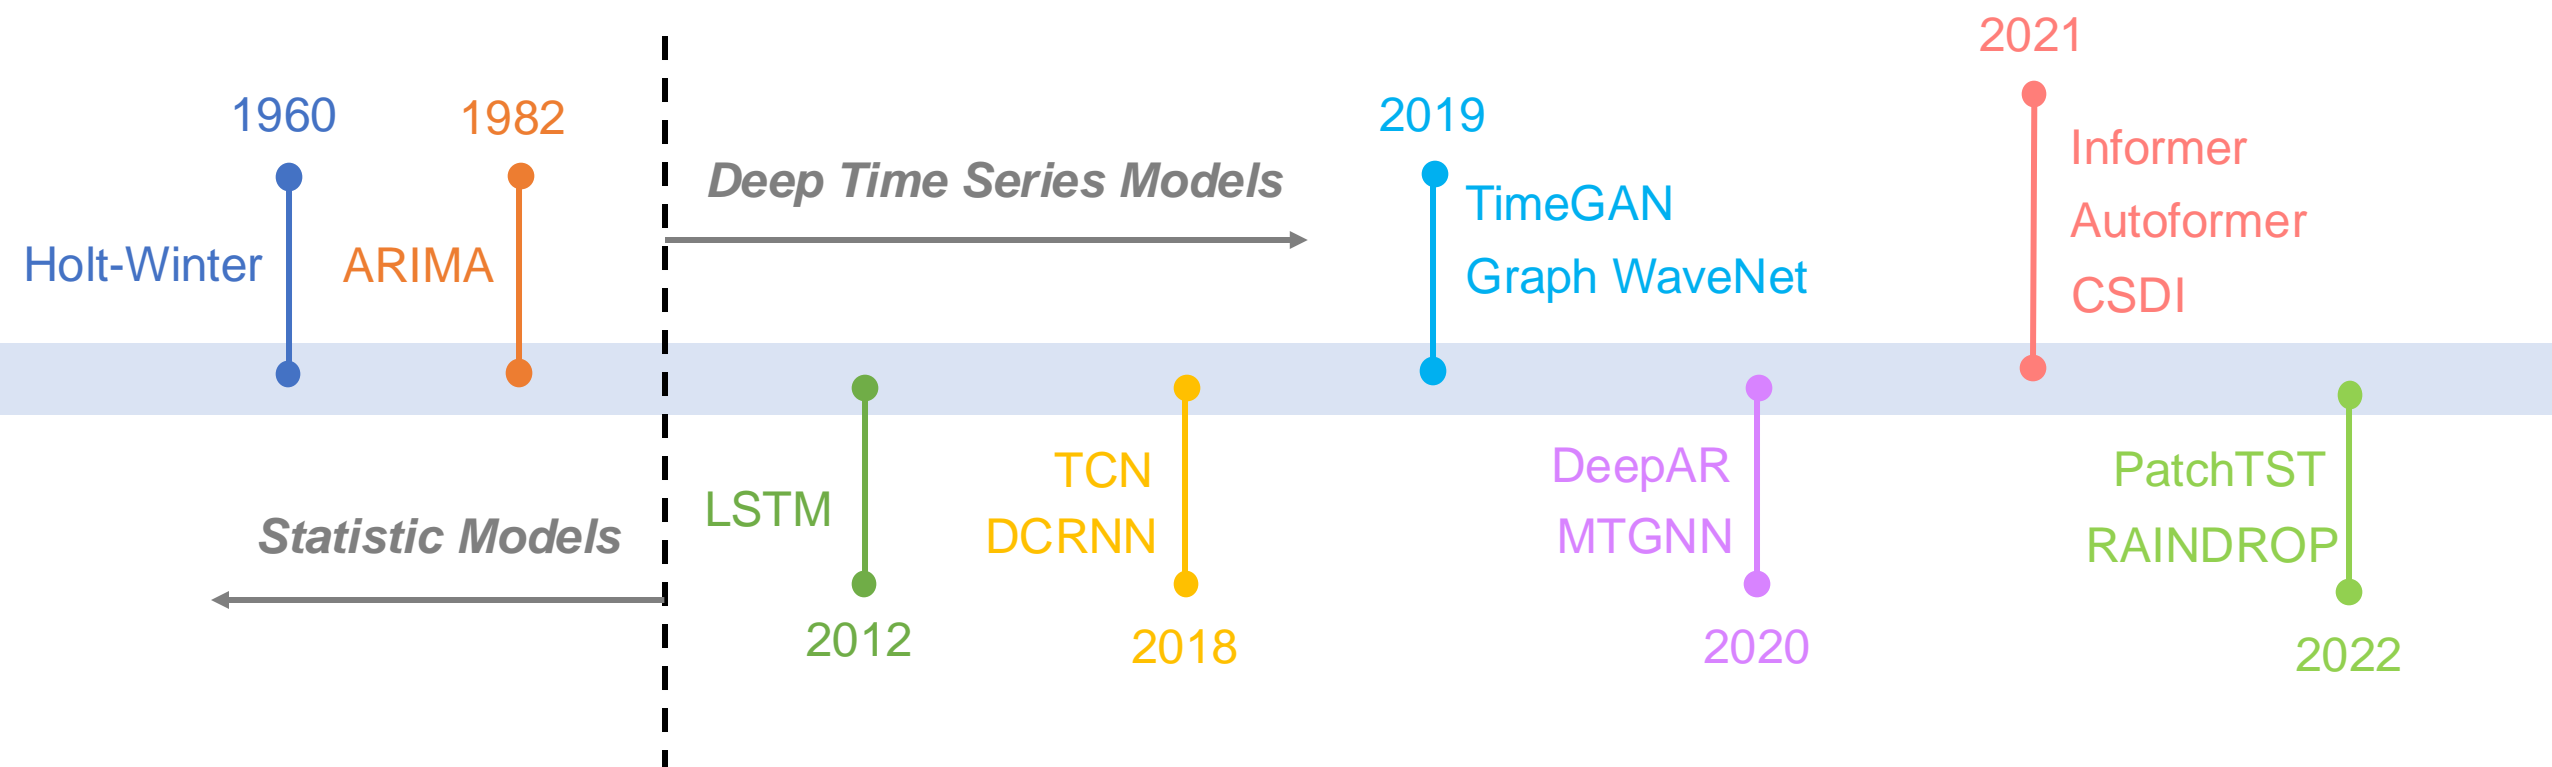 1960
Holt-Winter
1982
ARIMA
Statistic Models
Deep Time Series Models
LSTM
2012
TCN
DCRNN
2018
2019
TimeGAN
Graph WaveNet
DeepAR
MTGNN
2020
2021
Informer
Autoformer
CSDI
PatchTST
RAINDROP
2022